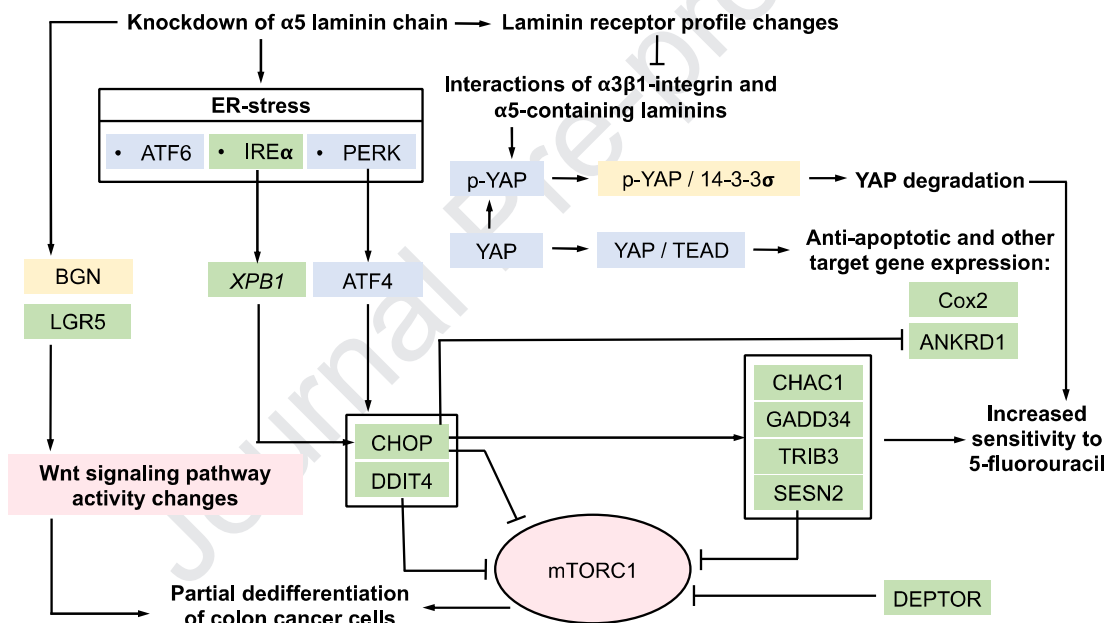 Knockdown of α5 laminin chain
Laminin receptor profile changes
ER-stress
• ATF6
• IREα
• PERK
Interactions of α3β1-integrin and
α5-containing laminins
p-YAP
p-YAP / 14-3-3σ
YAP degradation
YAP
YAP / TEAD
Anti-apoptotic and other
target gene expression:
Cox2
ANKRD1
BGN
LGR5
XPB1
ATF4
CHOP
DDIT4
CHAC1
GADD34
TRIB3
SESN2
Increased
sensitivity to
5-fluorouracil
Wnt signaling pathway
activity changes
mTORC1
DEPTOR
Partial dedifferentiation
of colon cancer cells
Journal Pre-pro